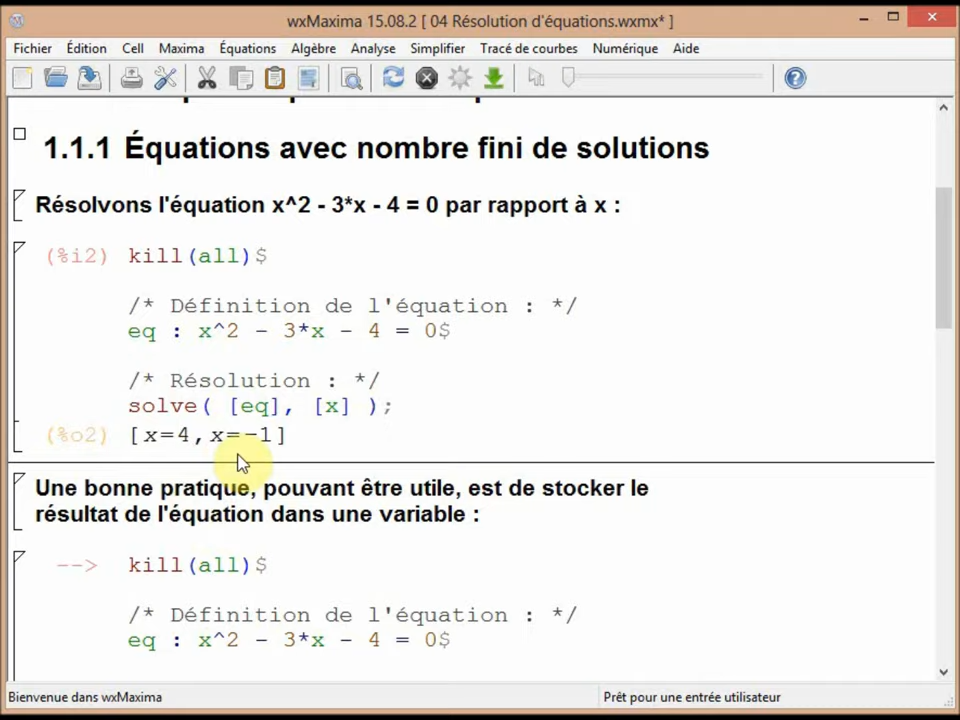 wxMaxima 15.08.2 [ 04 Résolution d'équations.wxmx* ]
Fichier Édition Cell Maxima Équations Algèbre Analyse Simplifier Tracé de courbes Numérique Aide
1.1.1 Équations avec nombre fini de solutions
Résolvons l'équation x^2 - 3*x - 4 = 0 par rapport à x :
(%i2) kill(all)$
/* Définition de l'équation : */
eq : x^2 - 3*x - 4 = 0$
/* Résolution : */
solve( [eq], [x] );
(%o2) [x=4,x=-1]
Une bonne pratique, pouvant être utile, est de stocker le
résultat de l'équation dans une variable :
--> kill(all)$
/* Définition de l'équation : */
eq : x^2 - 3*x - 4 = 0$
Bienvenue dans wxMaxima Prêt pour une entrée utilisateur